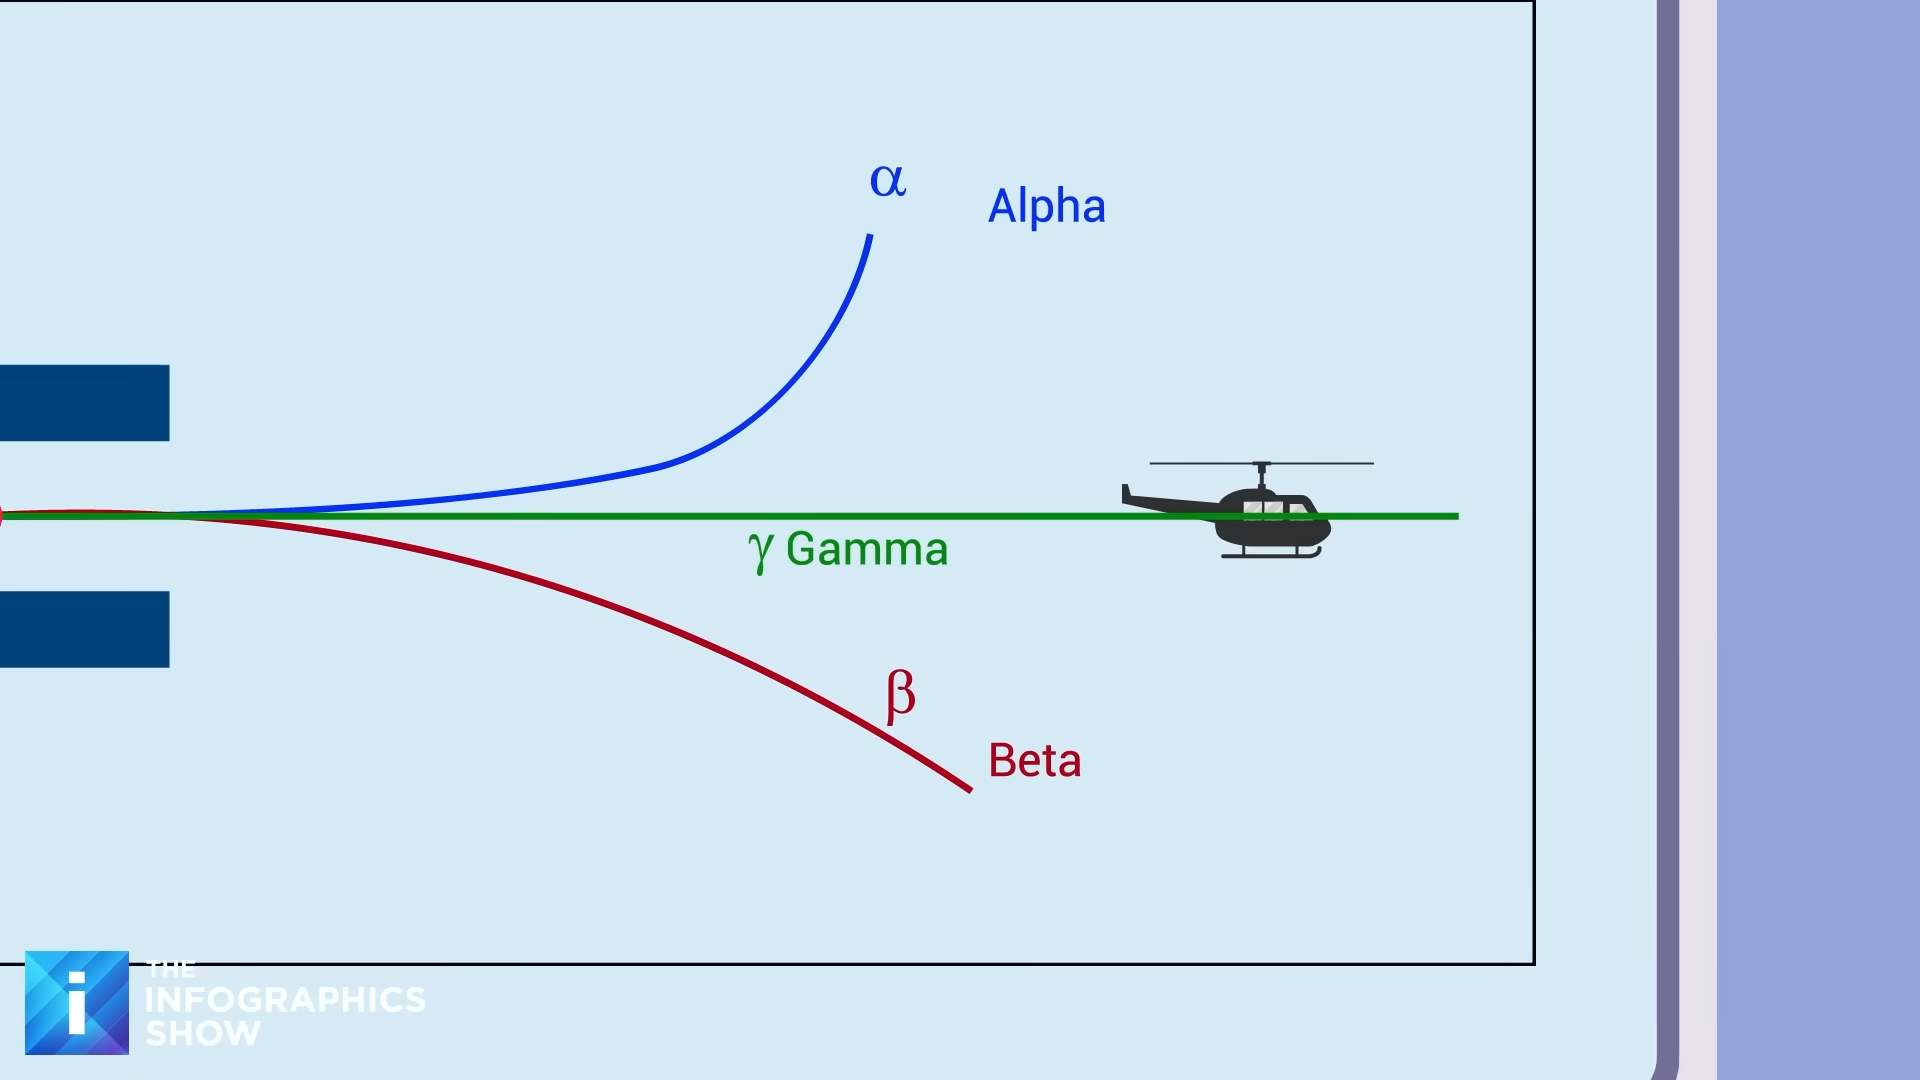 α Alpha
γ Gamma
β
Beta
i
THE
INFOGRAPHICS
SHOW